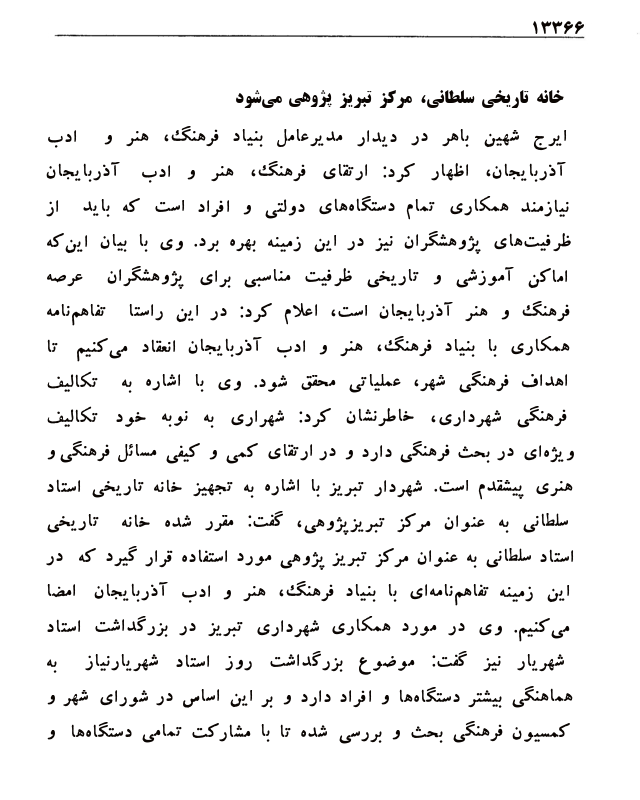 ۱۳۳۶۶
خانه تاریخی سلطانی، مرکز تبریز پژوهی می‌شود
ایرج شهین باهر در دیدار مدیرعامل بنیاد فرهنگ، هنر و ادب
آذربایجان، اظهار کرد: ارتقای فرهنگ، هنر و ادب آذربایجان
نیازمند همکاری تمام دستگاه‌های دولتی و افراد است که باید از
ظرفیت‌های پژوهشگران نیز در این زمینه بهره برد. وی با بیان این‌که
اماکن آموزشی و تاریخی ظرفیت مناسبی برای پژوهشگران عرصه
فرهنگ و هنر آذربایجان است، اعلام کرد: در این راستا تفاهم‌نامه
همکاری با بنیاد فرهنگ، هنر و ادب آذربایجان انعقاد می‌کنیم تا
اهداف فرهنگی شهر، عملیاتی محقق شود. وی با اشاره به تکالیف
فرهنگی شهرداری، خاطرنشان کرد: شهراری به نوبه خود تکالیف
ویژه‌ای در بحث فرهنگی دارد و در ارتقای کمی و کیفی مسائل فرهنگی و
هنری پیشقدم است. شهردار تبریز با اشاره به تجهیز خانه تاریخی استاد
سلطانی به عنوان مرکز تبریزپژوهی، گفت: مقرر شده خانه تاریخی
استاد سلطانی به عنوان مرکز تبریز پژوهی مورد استفاده قرار گیرد که در
این زمینه تفاهم‌نامه‌ای با بنیاد فرهنگ، هنر و ادب آذربایجان امضا
می‌کنیم. وی در مورد همکاری شهرداری تبریز در بزرگداشت استاد
شهریار نیز گفت: موضوع بزرگداشت روز استاد شهریارنیاز به
هماهنگی بیشتر دستگاه‌ها و افراد دارد و بر این اساس در شورای شهر و
کمسیون فرهنگی بحث و بررسی شده تا با مشارکت تمامی دستگاه‌ها و